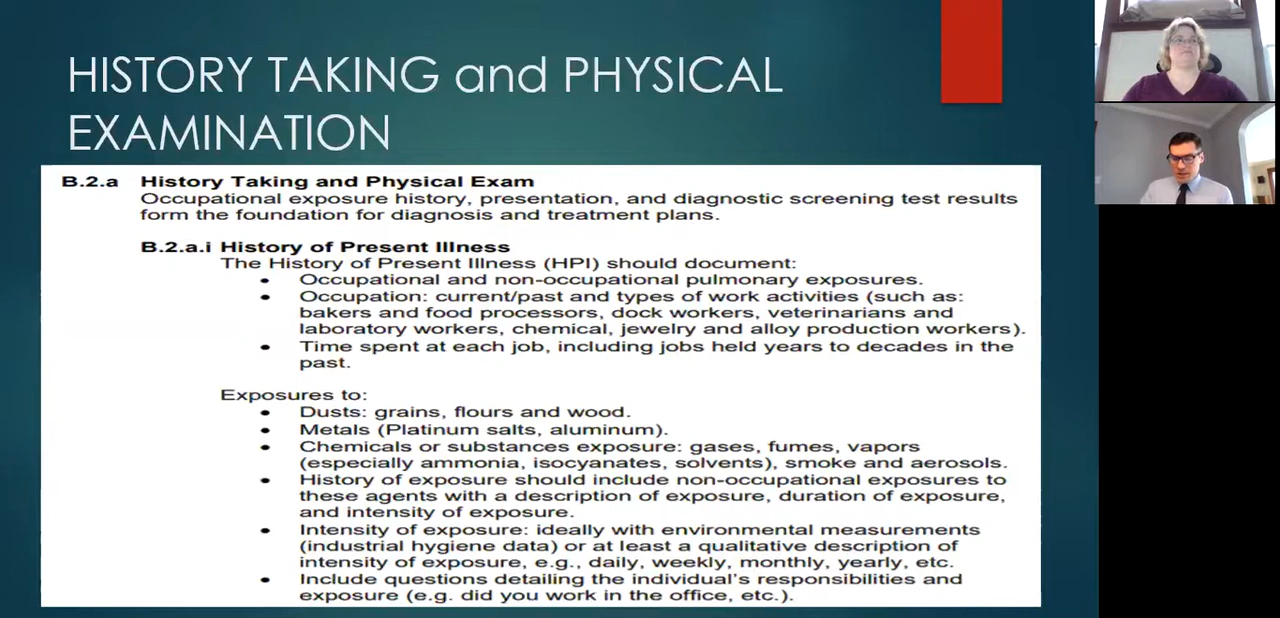 HISTORY TAKING and PHYSICAL
EXAMINATION
B.2.a History Taking and Physical Exam
Occupational exposure history, presentation, and diagnostic screening test results
form the foundation for diagnosis and treatment plans.
B.2.a.i History of Present Illness
The History of Present Illness (HPI) should document:
• Occupational and non-occupational pulmonary exposures.
• Occupation: current/past and types of work activities (such as:
bakers and food processors, dock workers, veterinarians and
laboratory workers, chemical, jewelry and alloy production workers).
• Time spent at each job, including jobs held years to decades in the
past.
Exposures to:
• Dusts: grains, flours and wood.
• Metals (Platinum salts, aluminum).
• Chemicals or substances exposure: gases, fumes, vapors
(especially ammonia, isocyanates, solvents), smoke and aerosols.
• History of exposure should include non-occupational exposures to
these agents with a description of exposure, duration of exposure,
and intensity of exposure.
• Intensity of exposure: ideally with environmental measurements
(industrial hygiene data) or at least a qualitative description of
intensity of exposure, e.g., daily, weekly, monthly, yearly, etc.
• Include questions detailing the individual's responsibilities and
exposure (e.g. did you work in the office, etc.).